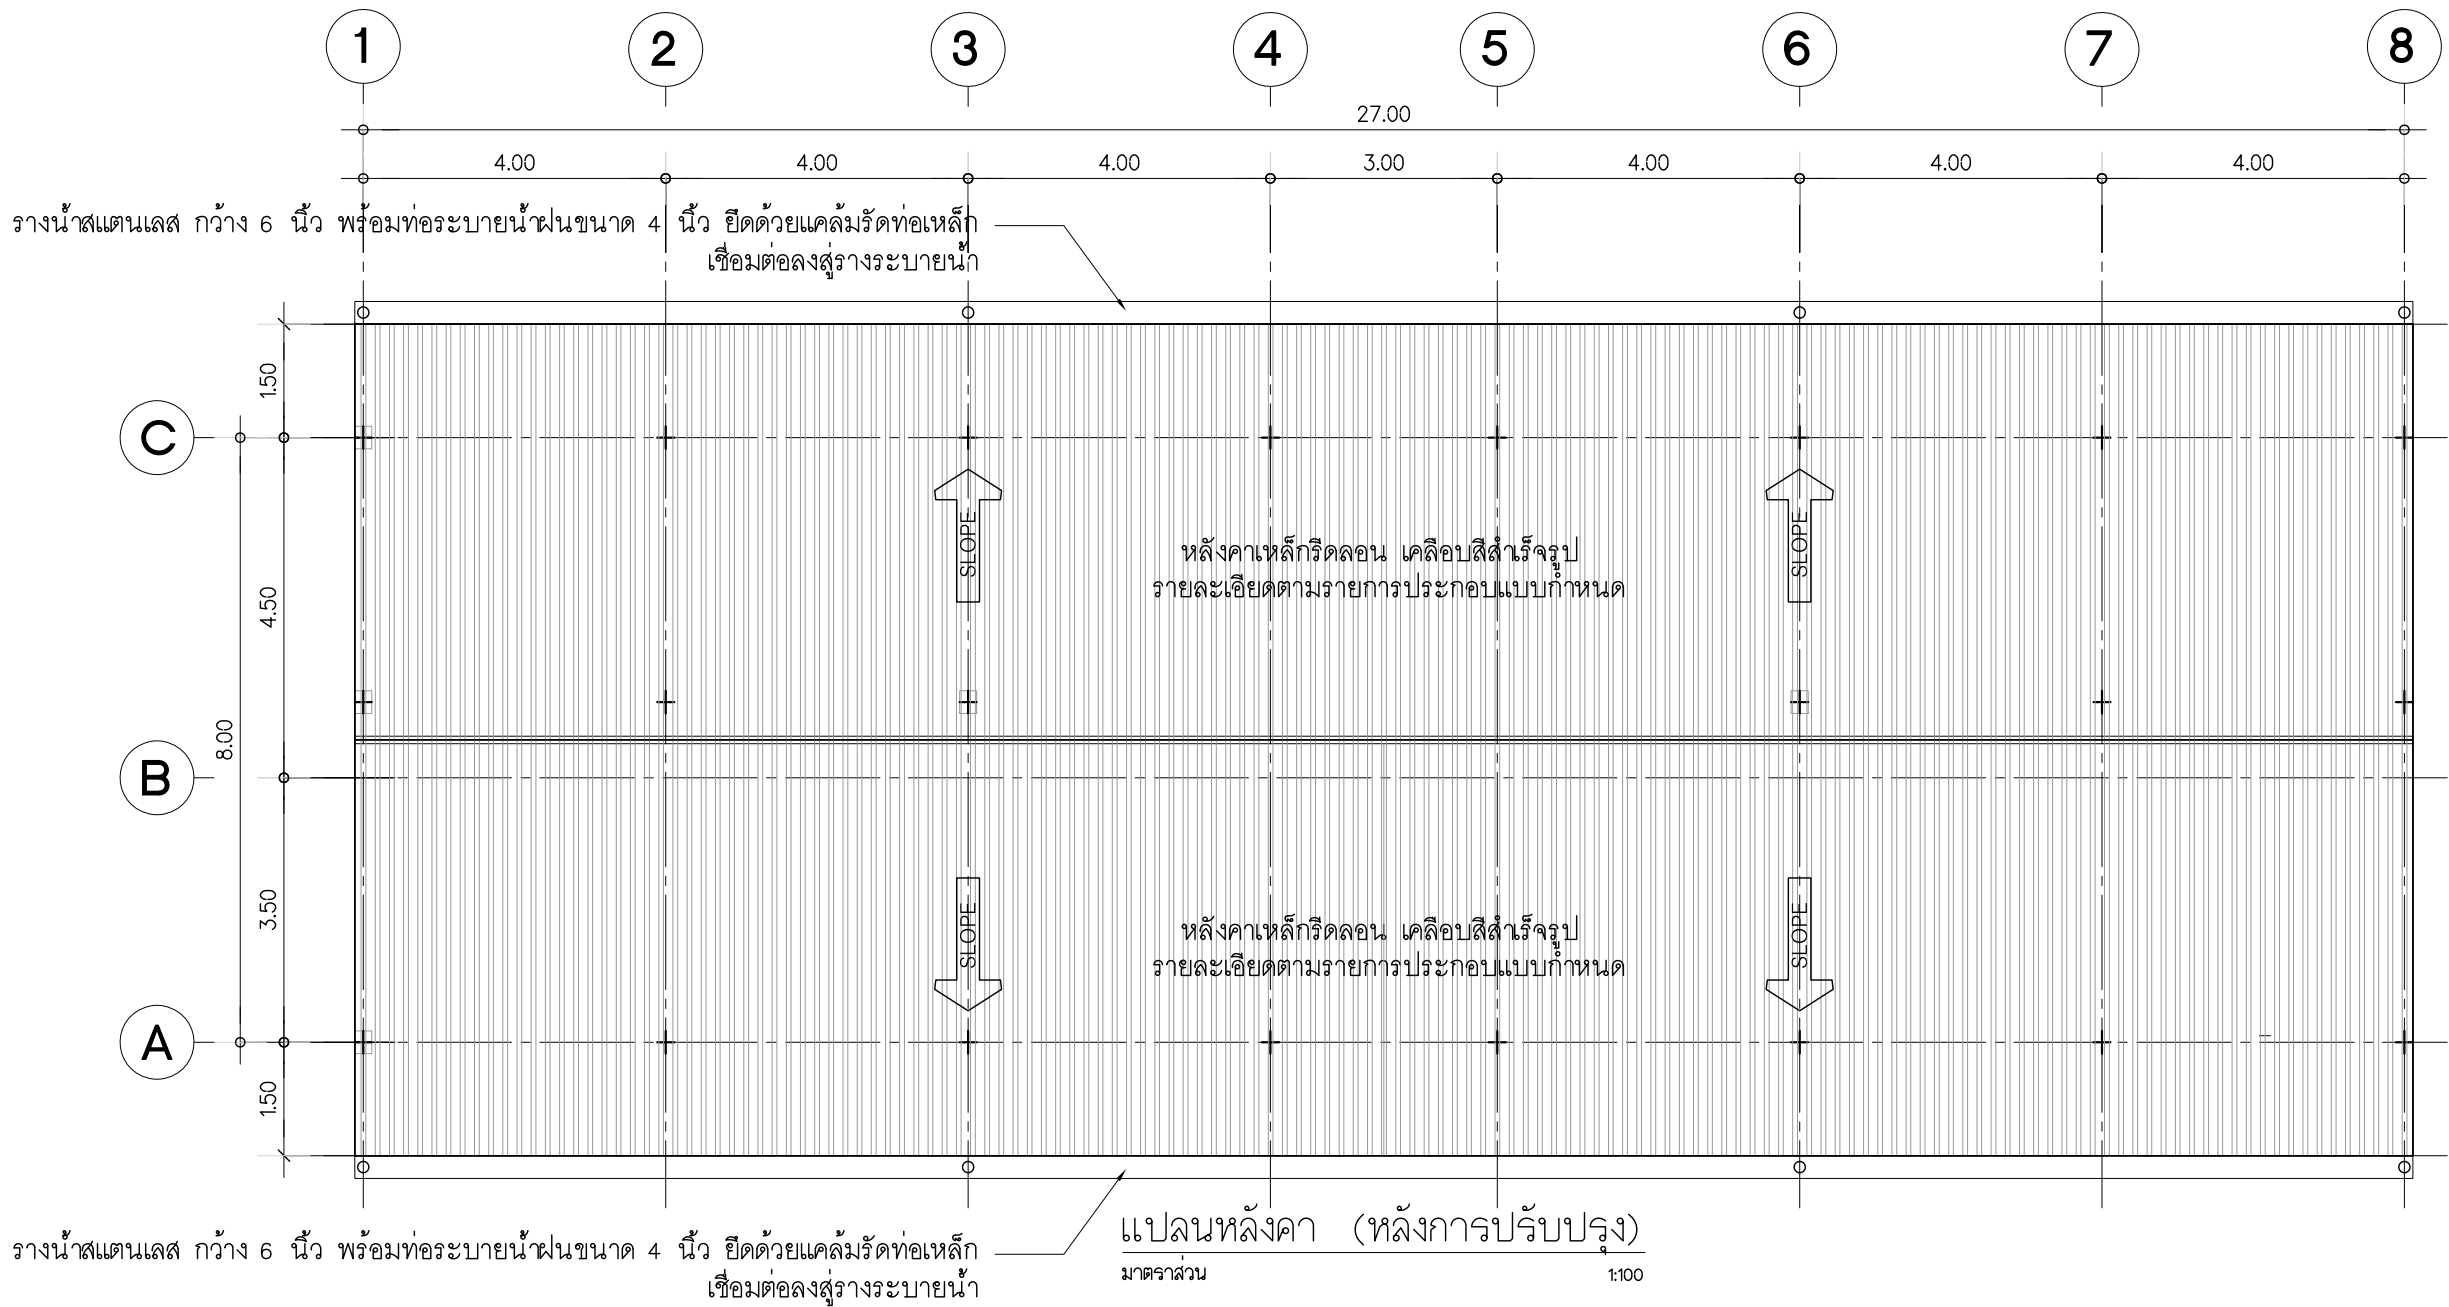 1 2 3 4 5 6 7 8
27.00
4.00 4.00 4.00 3.00 4.00 4.00 4.00
รางน้ำสแตนเลส กว้าง 6 นิ้ว พร้อมท่อระบายน้ำฝนขนาด 4 นิ้ว ยึดด้วยแคล้มรัดท่อเหล็ก
เชื่อมต่อลงสู่รางระบายน้ำ
1.50
C
SLOPE
SLOPE
หลังคาเหล็กรีดลอน เคลือบสีสำเร็จรูป
รายละเอียดตามรายการประกอบแบบกำหนด
4.50
8.00
B
3.50
SLOPE
SLOPE
หลังคาเหล็กรีดลอน เคลือบสีสำเร็จรูป
รายละเอียดตามรายการประกอบแบบกำหนด
A
1.50
รางน้ำสแตนเลส กว้าง 6 นิ้ว พร้อมท่อระบายน้ำฝนขนาด 4 นิ้ว ยึดด้วยแคล้มรัดท่อเหล็ก
เชื่อมต่อลงสู่รางระบายน้ำ
แปลนหลังคา (หลังการปรับปรุง)
มาตราส่วน 1:100